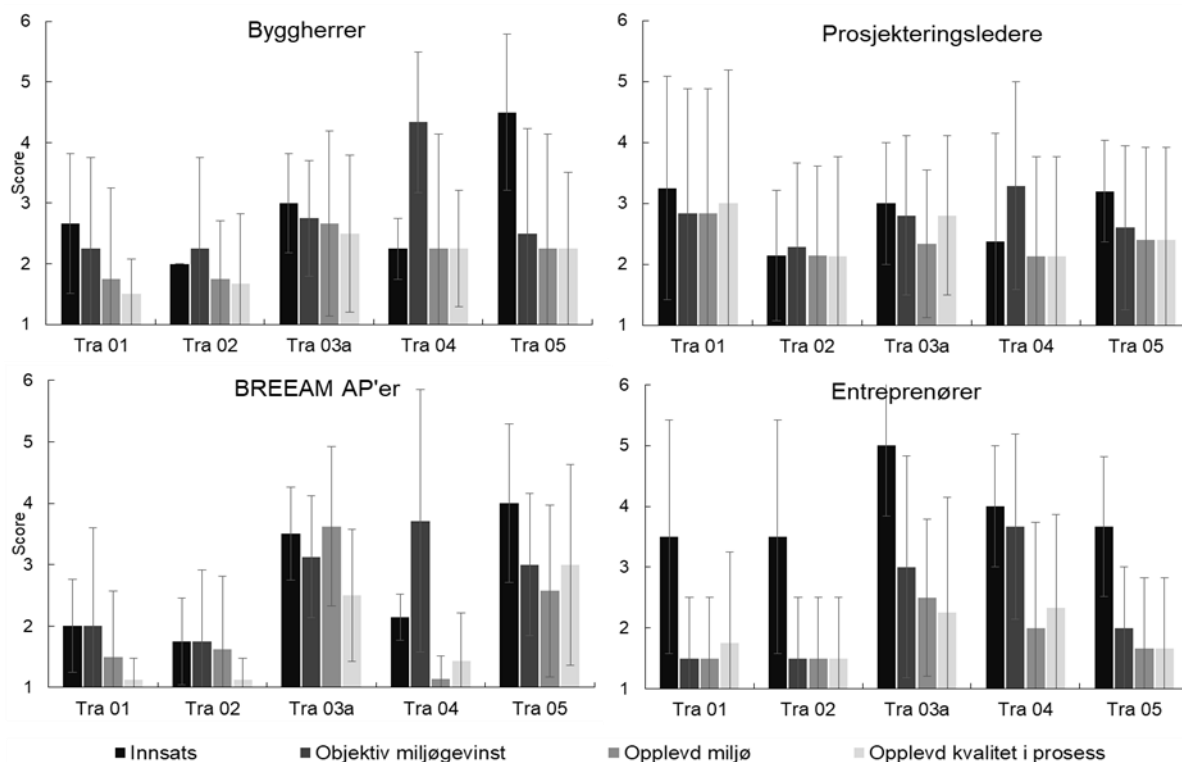 Byggherrer
6
5
4
3
2
1
Score
Tra 01 Tra 02 Tra 03a Tra 04 Tra 05
Prosjekteringsledere
6
5
4
3
2
1
Tra 01 Tra 02 Tra 03a Tra 04 Tra 05
BREEAM AP'er
6
5
4
3
2
1
Score
Tra 01 Tra 02 Tra 03a Tra 04 Tra 05
Entreprenører
6
5
4
3
2
1
Tra 01 Tra 02 Tra 03a Tra 04 Tra 05
Innsats Objektiv miljøgevinst Opplevd miljø Opplevd kvalitet i prosess